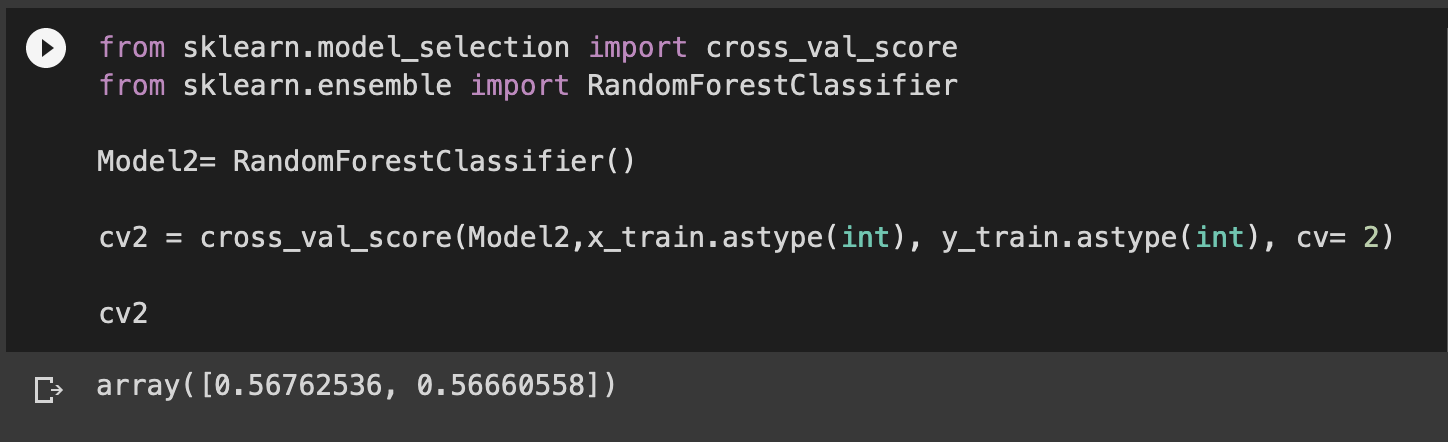 from sklearn.model_selection import cross_val_score
from sklearn.ensemble import RandomForestClassifier
Model2= RandomForestClassifier()
cv2 = cross_val_score(Model2,x_train.astype(int), y_train.astype(int), cv= 2)
cv2
array([0.56762536, 0.56660558])